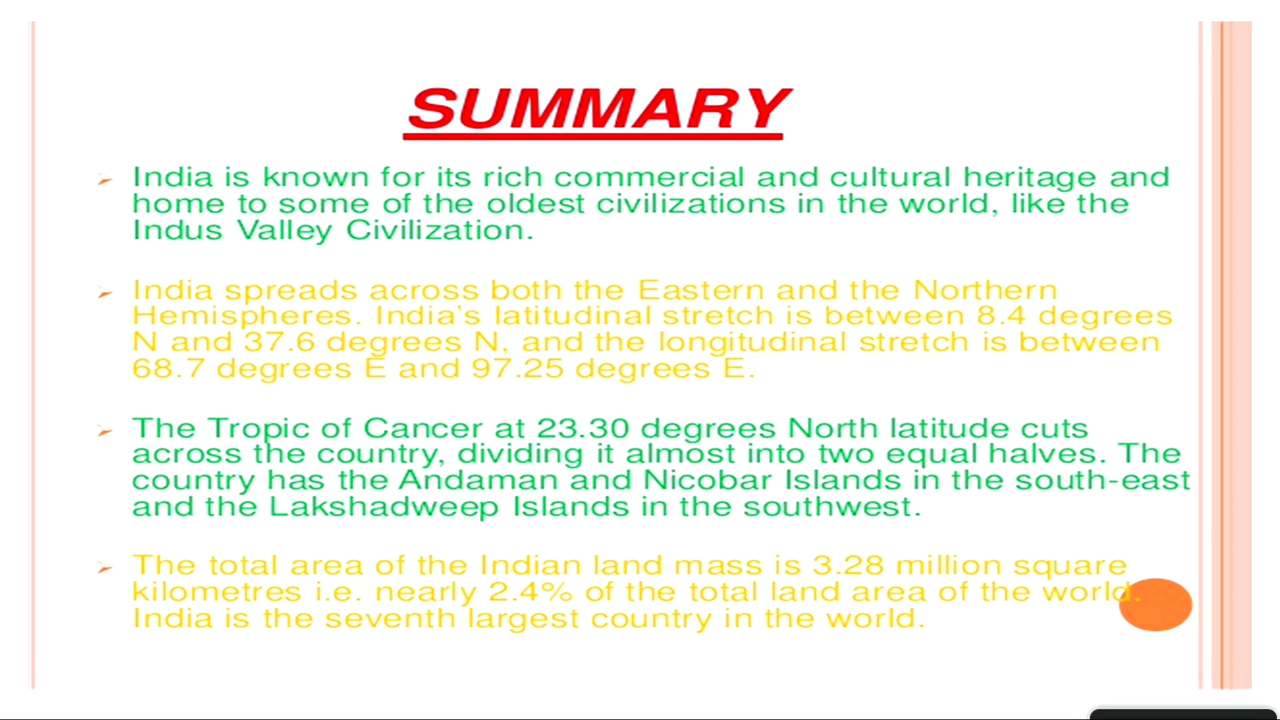 SUMMARY
India is known for its rich commercial and cultural heritage and
home to some of the oldest civilizations in the world, like the
Indus Valley Civilization.
India spreads across both the Eastern and the Northern
Hemispheres. India's latitudinal stretch is between 8.4 degrees
N and 37.6 degrees N, and the longitudinal stretch is between
68.7 degrees E and 97.25 degrees E.
The Tropic of Cancer at 23.30 degrees North latitude cuts
across the country, dividing it almost into two equal halves. The
country has the Andaman and Nicobar Islands in the south-east
and the Lakshadweep Islands in the southwest.
The total area of the Indian land mass is 3.28 million square
kilometres i.e. nearly 2.4% of the total land area of the world.
India is the seventh largest country in the world.